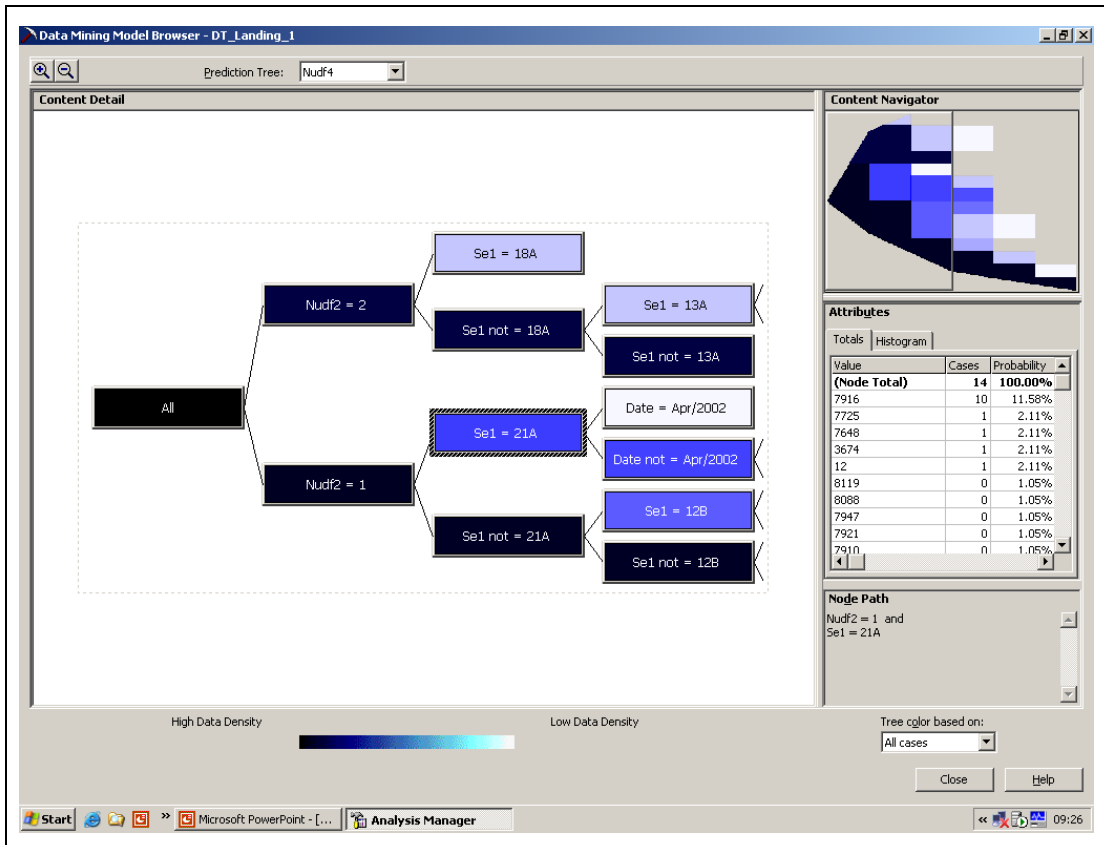 Data Mining Model Browser - DT_Landing_1
Prediction Tree: Nudf4
Content Detail
Content Navigator
All
Nudf2 = 2
Nudf2 = 1
Se1 = 18A
Se1 not = 18A
Se1 = 21A
Se1 not = 21A
Se1 = 13A
Se1 not = 13A
Date = Apr/2002
Date not = Apr/2002
Se1 = 12B
Se1 not = 12B
Attributes
Totals Histogram
Value Cases Probability
(Node Total) 14 100.00%
7916 10 11.58%
7725 1 2.11%
7648 1 2.11%
3674 1 2.11%
12 1 2.11%
8119 0 1.05%
8088 0 1.05%
7947 0 1.05%
7921 0 1.05%
7910 0 1.05%
Node Path
Nudf2 = 1 and
Se1 = 21A
High Data Density Low Data Density
Tree color based on:
All cases
Close Help
Start » Microsoft PowerPoint - [... Analysis Manager « 09:26